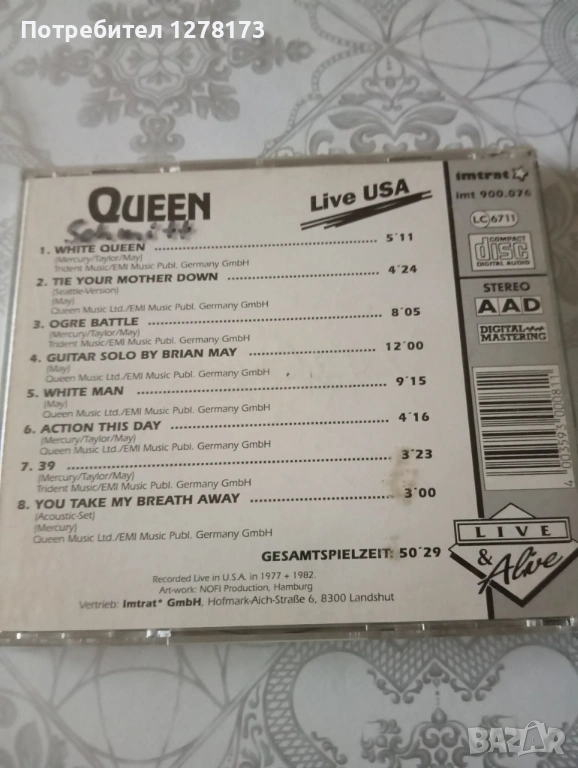 Потребител 1278173
QUEEN
Live USA
Schmitt
1. WHITE QUEEN 5´11
(Mercury/Taylor/May)
Trident Music/EMI Music Publ. Germany GmbH
2. TIE YOUR MOTHER DOWN 4´24
(Seattle-Version)
(May)
Queen Music Ltd./EMI Music Publ. Germany GmbH
3. OGRE BATTLE 8´05
(Mercury/Taylor/May)
Trident Music/EMI Music Publ. Germany GmbH
4. GUITAR SOLO BY BRIAN MAY 12´00
(May)
Queen Music Ltd./EMI Music Publ. Germany GmbH
5. WHITE MAN 9´15
(May)
Queen Music Ltd./EMI Music Publ. Germany GmbH
6. ACTION THIS DAY 4´16
(Mercury/Taylor/May)
Queen Music Ltd./EMI Music Publ. Germany GmbH
7. 39 3´23
(Mercury/Taylor/May)
Trident Music/EMI Music Publ. Germany GmbH
8. YOU TAKE MY BREATH AWAY 3´00
(Acoustic-Set)
(Mercury)
Queen Music Ltd./EMI Music Publ. Germany GmbH
GESAMTSPIELZEIT: 50´29
Recorded Live in U.S.A. in 1977 + 1982.
Art-work: NOFI Production, Hamburg
Vertrieb: Imtrat* GmbH, Hofmark-Aich-Straße 6, 8300 Landshut
imtrat
imt 900.076
LC 6711
COMPACT
disc
DIGITAL AUDIO
STEREO
AAD
DIGITAL
MASTERING
LIVE
& Alive
BAZAR